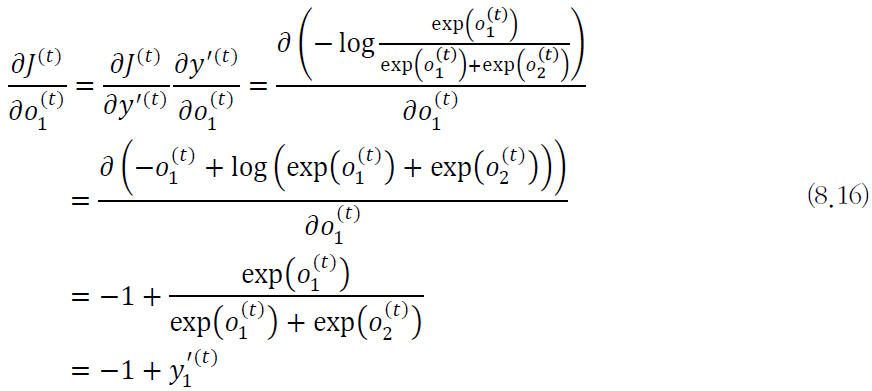 ∂J^(t)/∂o_1^(t) = ∂J^(t)/∂y′^(t) ∂y′^(t)/∂o_1^(t) = ∂(−log exp(o_1^(t))/(exp(o_1^(t))+exp(o_2^(t))))/∂o_1^(t)
= ∂(−o_1^(t) + log(exp(o_1^(t)) + exp(o_2^(t))))/∂o_1^(t) (8.16)
= −1 + exp(o_1^(t))/(exp(o_1^(t)) + exp(o_2^(t)))
= −1 + y_1′^(t)